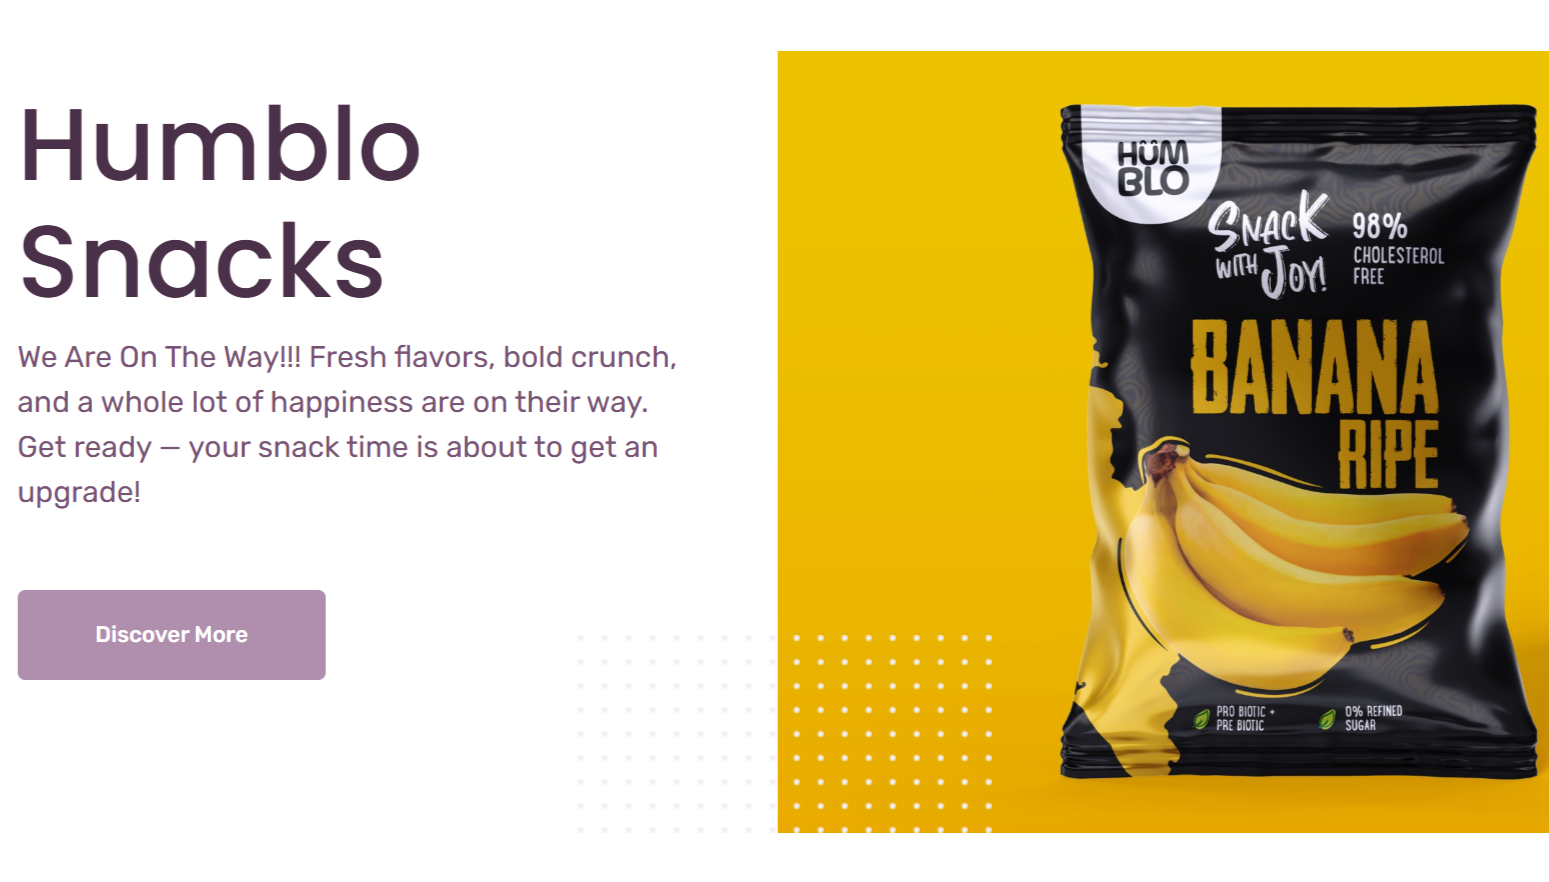 Humblo
Snacks
We Are On The Way!!! Fresh flavors, bold crunch,
and a whole lot of happiness are on their way.
Get ready — your snack time is about to get an
upgrade!
Discover More
HÛM
BLO
SNACK
WITH JOY!
98%
CHOLESTEROL
FREE
BANANA
RIPE
PRO BIOTIC +
PRE BIOTIC
0% REFINED
SUGAR